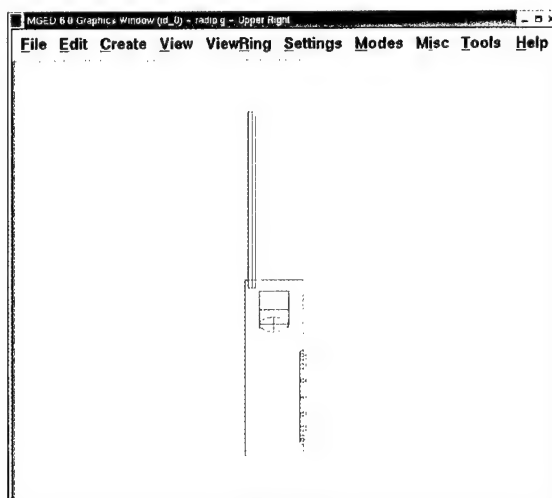 MGED 6.0 Graphics Window (id_0) - radio.g - Upper Right
File Edit Create View ViewRing Settings Modes Misc Tools Help